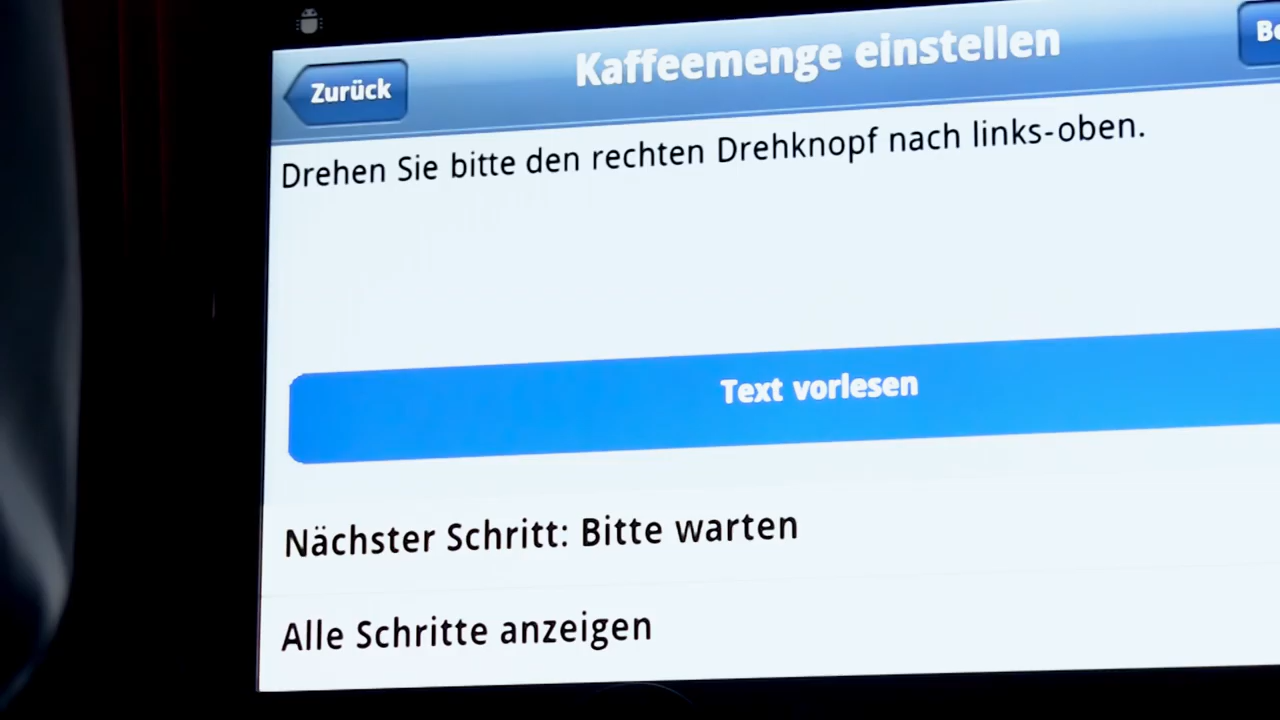 Zurück
Kaffeemenge einstellen
Drehen Sie bitte den rechten Drehknopf nach links-oben.
Text vorlesen
Nächster Schritt: Bitte warten
Alle Schritte anzeigen